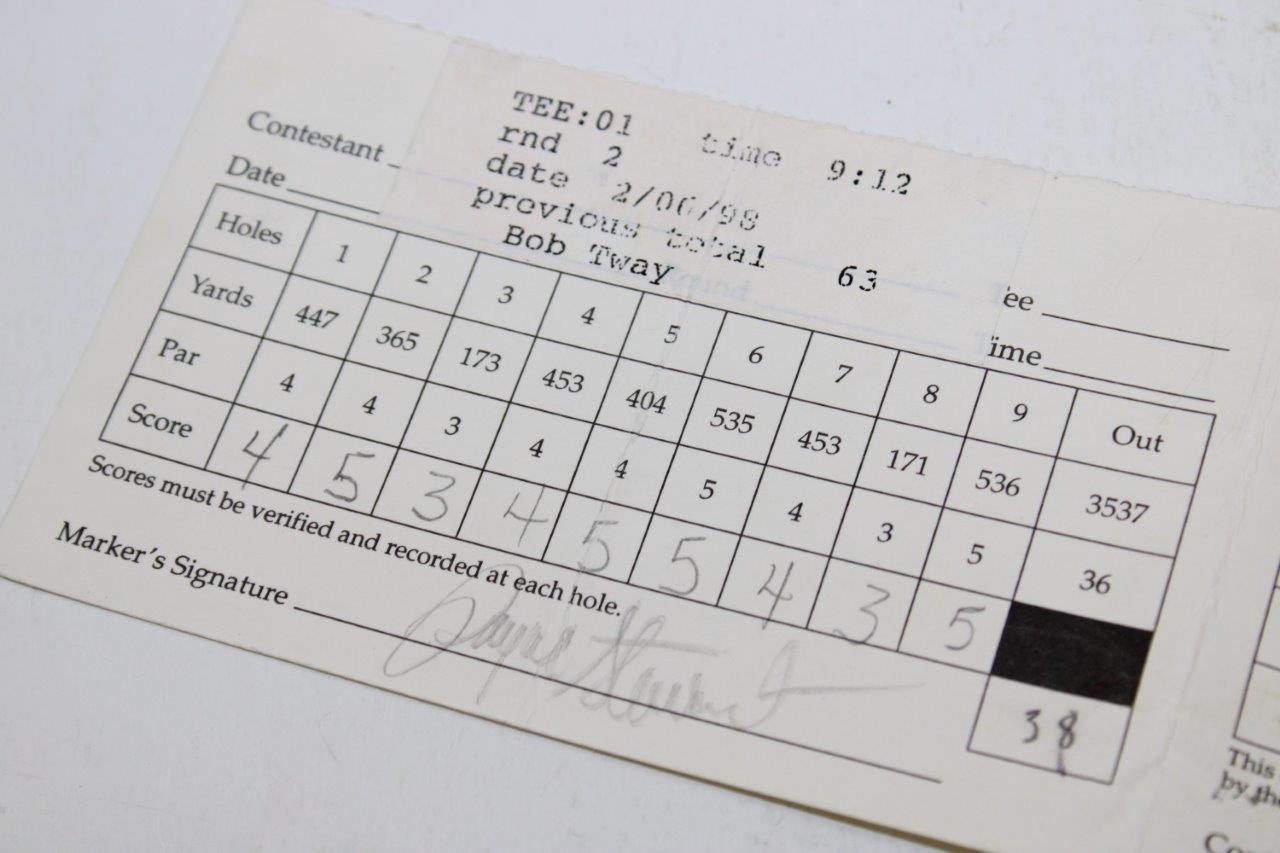 TEE:01 time 9:12
rnd 2
date 2/06/98
previous total 63
Bob Tway
Contestant
Date
ee
ime
Holes 1 2 3 4 5 6 7 8 9 Out
Yards 447 365 173 453 404 535 453 171 536 3537
Par 4 4 3 4 4 5 4 3 5 36
Score 4 5 3 4 5 5 4 3 5
38
Scores must be verified and recorded at each hole.
Marker's Signature Payne Stewart
This
by the